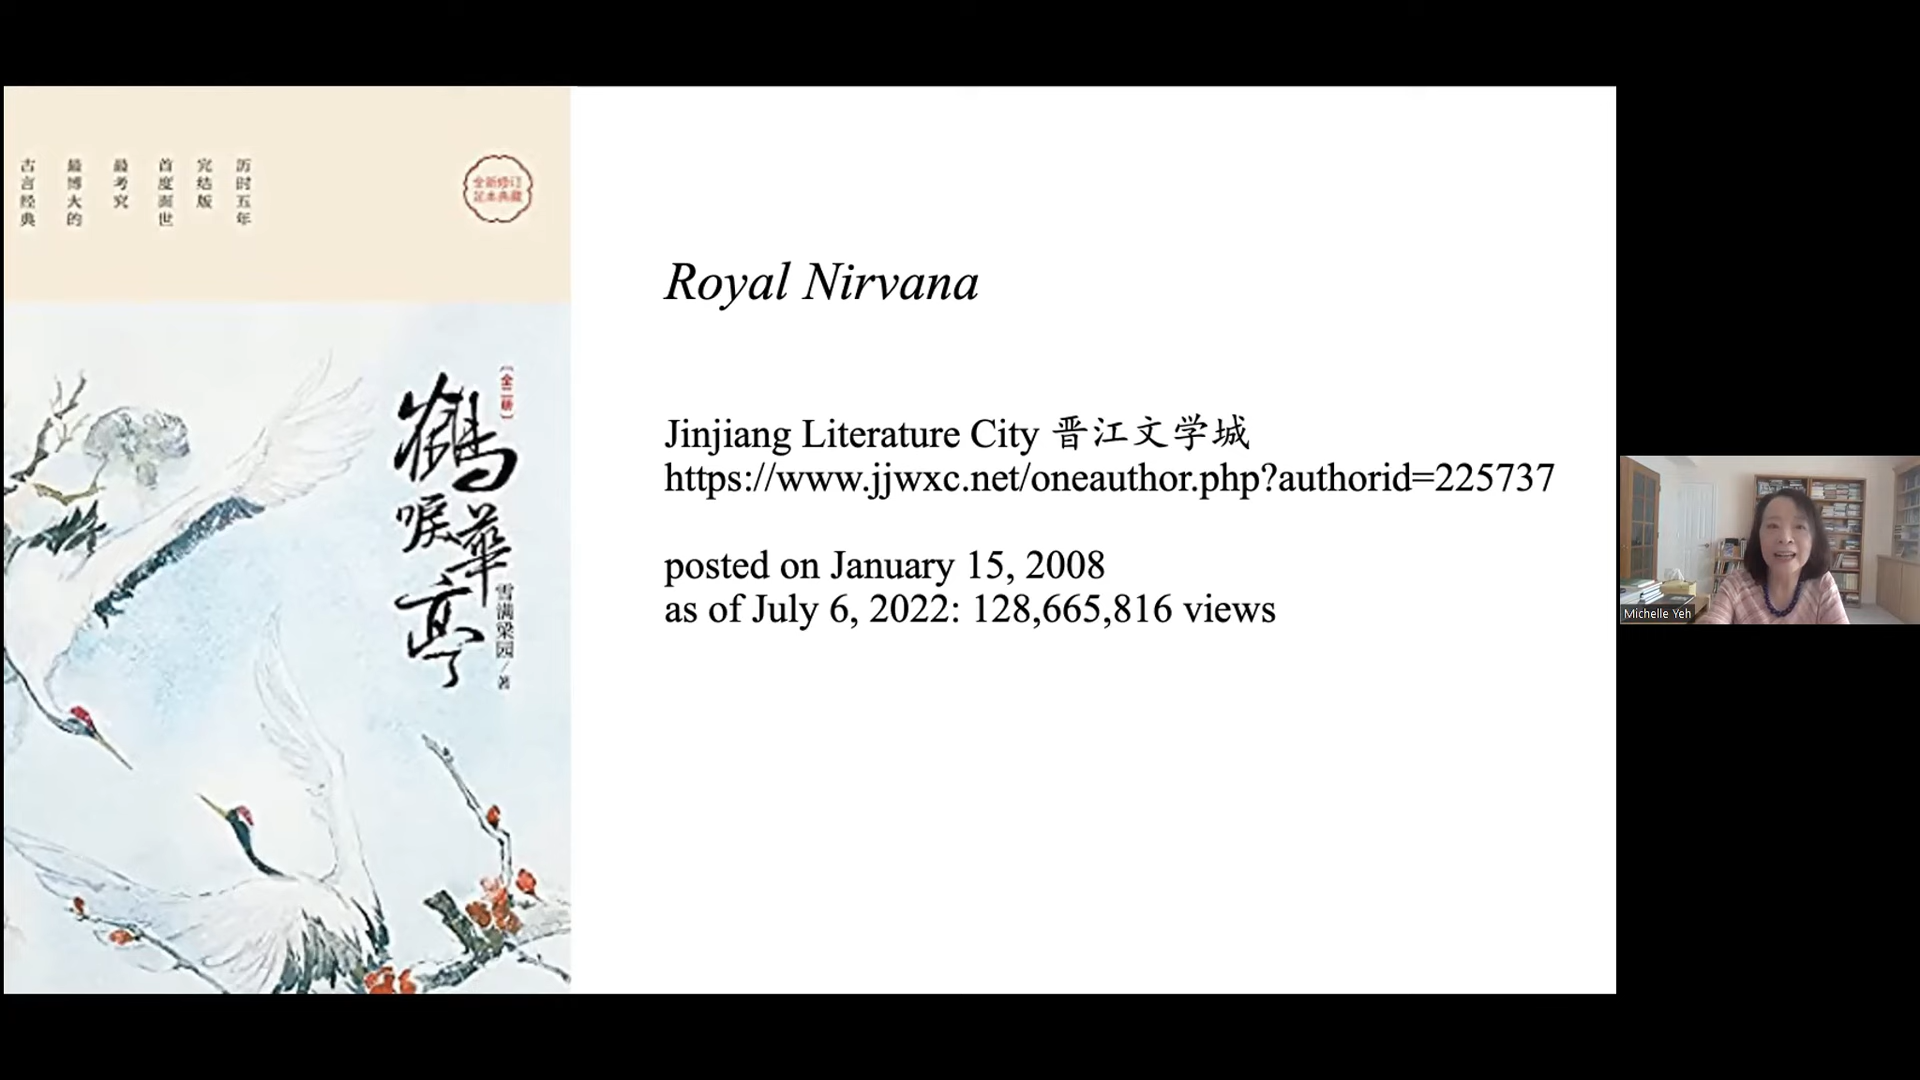 历时五年
完结版
首度面世
最考究
最博大的
古言经典
全新修订
足本典藏
鹤唳華亭
[全二册]
雪满梁园/著
Royal Nirvana
Jinjiang Literature City 晋江文学城
https://www.jjwxc.net/oneauthor.php?authorid=225737
posted on January 15, 2008
as of July 6, 2022: 128,665,816 views
Michelle Yeh